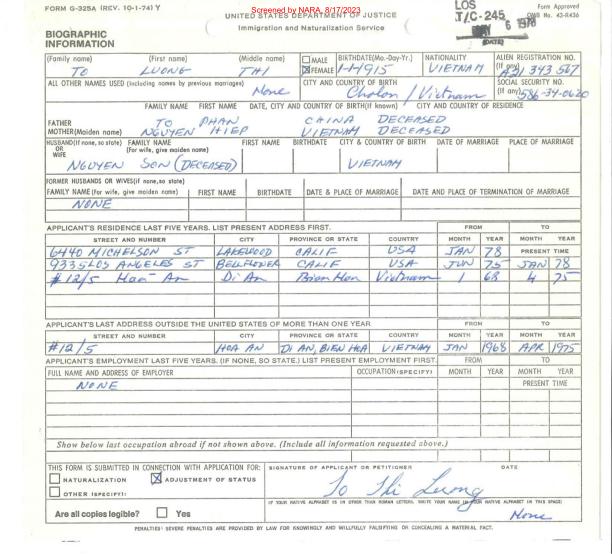 FORM G-325A (REV. 10-1-74) Y
Screened by NARA, 8/17/2023
UNITED STATES DEPARTMENT OF JUSTICE
Immigration and Naturalization Service
LOS
T/C-245
MAY 6 1978
(DATE)
Form Approved
OMB No. 43-R436
BIOGRAPHIC
INFORMATION
(Family name) (First name) (Middle name) MALE FEMALE BIRTHDATE(Mo.-Day-Yr.) NATIONALITY ALIEN REGISTRATION NO. (If any)
TO LUONG THI 1-1-1915 VIETNAM A21 343 567
ALL OTHER NAMES USED (Including names by previous marriages) CITY AND COUNTRY OF BIRTH SOCIAL SECURITY NO. (If any)
None Cholon / Vietnam 586-34-0620
FAMILY NAME FIRST NAME DATE, CITY AND COUNTRY OF BIRTH(If known) CITY AND COUNTRY OF RESIDENCE
FATHER TO PHAN CHINA DECEASED
MOTHER(Maiden name) NGUYEN HIEP VIETNAM DECEASED
HUSBAND(If none, so state) OR WIFE FAMILY NAME (For wife, give maiden name) FIRST NAME BIRTHDATE CITY & COUNTRY OF BIRTH DATE OF MARRIAGE PLACE OF MARRIAGE
NGUYEN SON (DECEASED) VIETNAM
FORMER HUSBANDS OR WIVES(if none, so state)
FAMILY NAME (For wife, give maiden name) FIRST NAME BIRTHDATE DATE & PLACE OF MARRIAGE DATE AND PLACE OF TERMINATION OF MARRIAGE
NONE
APPLICANT'S RESIDENCE LAST FIVE YEARS. LIST PRESENT ADDRESS FIRST. FROM TO
STREET AND NUMBER CITY PROVINCE OR STATE COUNTRY MONTH YEAR MONTH YEAR
6440 MICHELSON ST LAKEWOOD CALIF USA JAN 78 PRESENT TIME
9335 LOS ANGELES ST BELLFLOWER CALIF USA JUN 75 JAN 78
#12/5 Hoa An Di An Bien Hoa Vietnam 1 68 4 75
APPLICANT'S LAST ADDRESS OUTSIDE THE UNITED STATES OF MORE THAN ONE YEAR FROM TO
STREET AND NUMBER CITY PROVINCE OR STATE COUNTRY MONTH YEAR MONTH YEAR
#12/5 HOA AN DI AN, BIEN HOA VIETNAM JAN 1968 APR 1975
APPLICANT'S EMPLOYMENT LAST FIVE YEARS. (IF NONE, SO STATE.) LIST PRESENT EMPLOYMENT FIRST. FROM TO
FULL NAME AND ADDRESS OF EMPLOYER OCCUPATION (SPECIFY) MONTH YEAR MONTH YEAR
NONE PRESENT TIME
Show below last occupation abroad if not shown above. (Include all information requested above.)
THIS FORM IS SUBMITTED IN CONNECTION WITH APPLICATION FOR: SIGNATURE OF APPLICANT OR PETITIONER DATE
NATURALIZATION ADJUSTMENT OF STATUS
OTHER (SPECIFY):
To Thi Luong
IF YOUR NATIVE ALPHABET IS IN OTHER THAN ROMAN LETTERS, WRITE YOUR NAME IN YOUR NATIVE ALPHABET IN THIS SPACE)
Are all copies legible? Yes None
PENALTIES: SEVERE PENALTIES ARE PROVIDED BY LAW FOR KNOWINGLY AND WILLFULLY FALSIFYING OR CONCEALING A MATERIAL FACT.